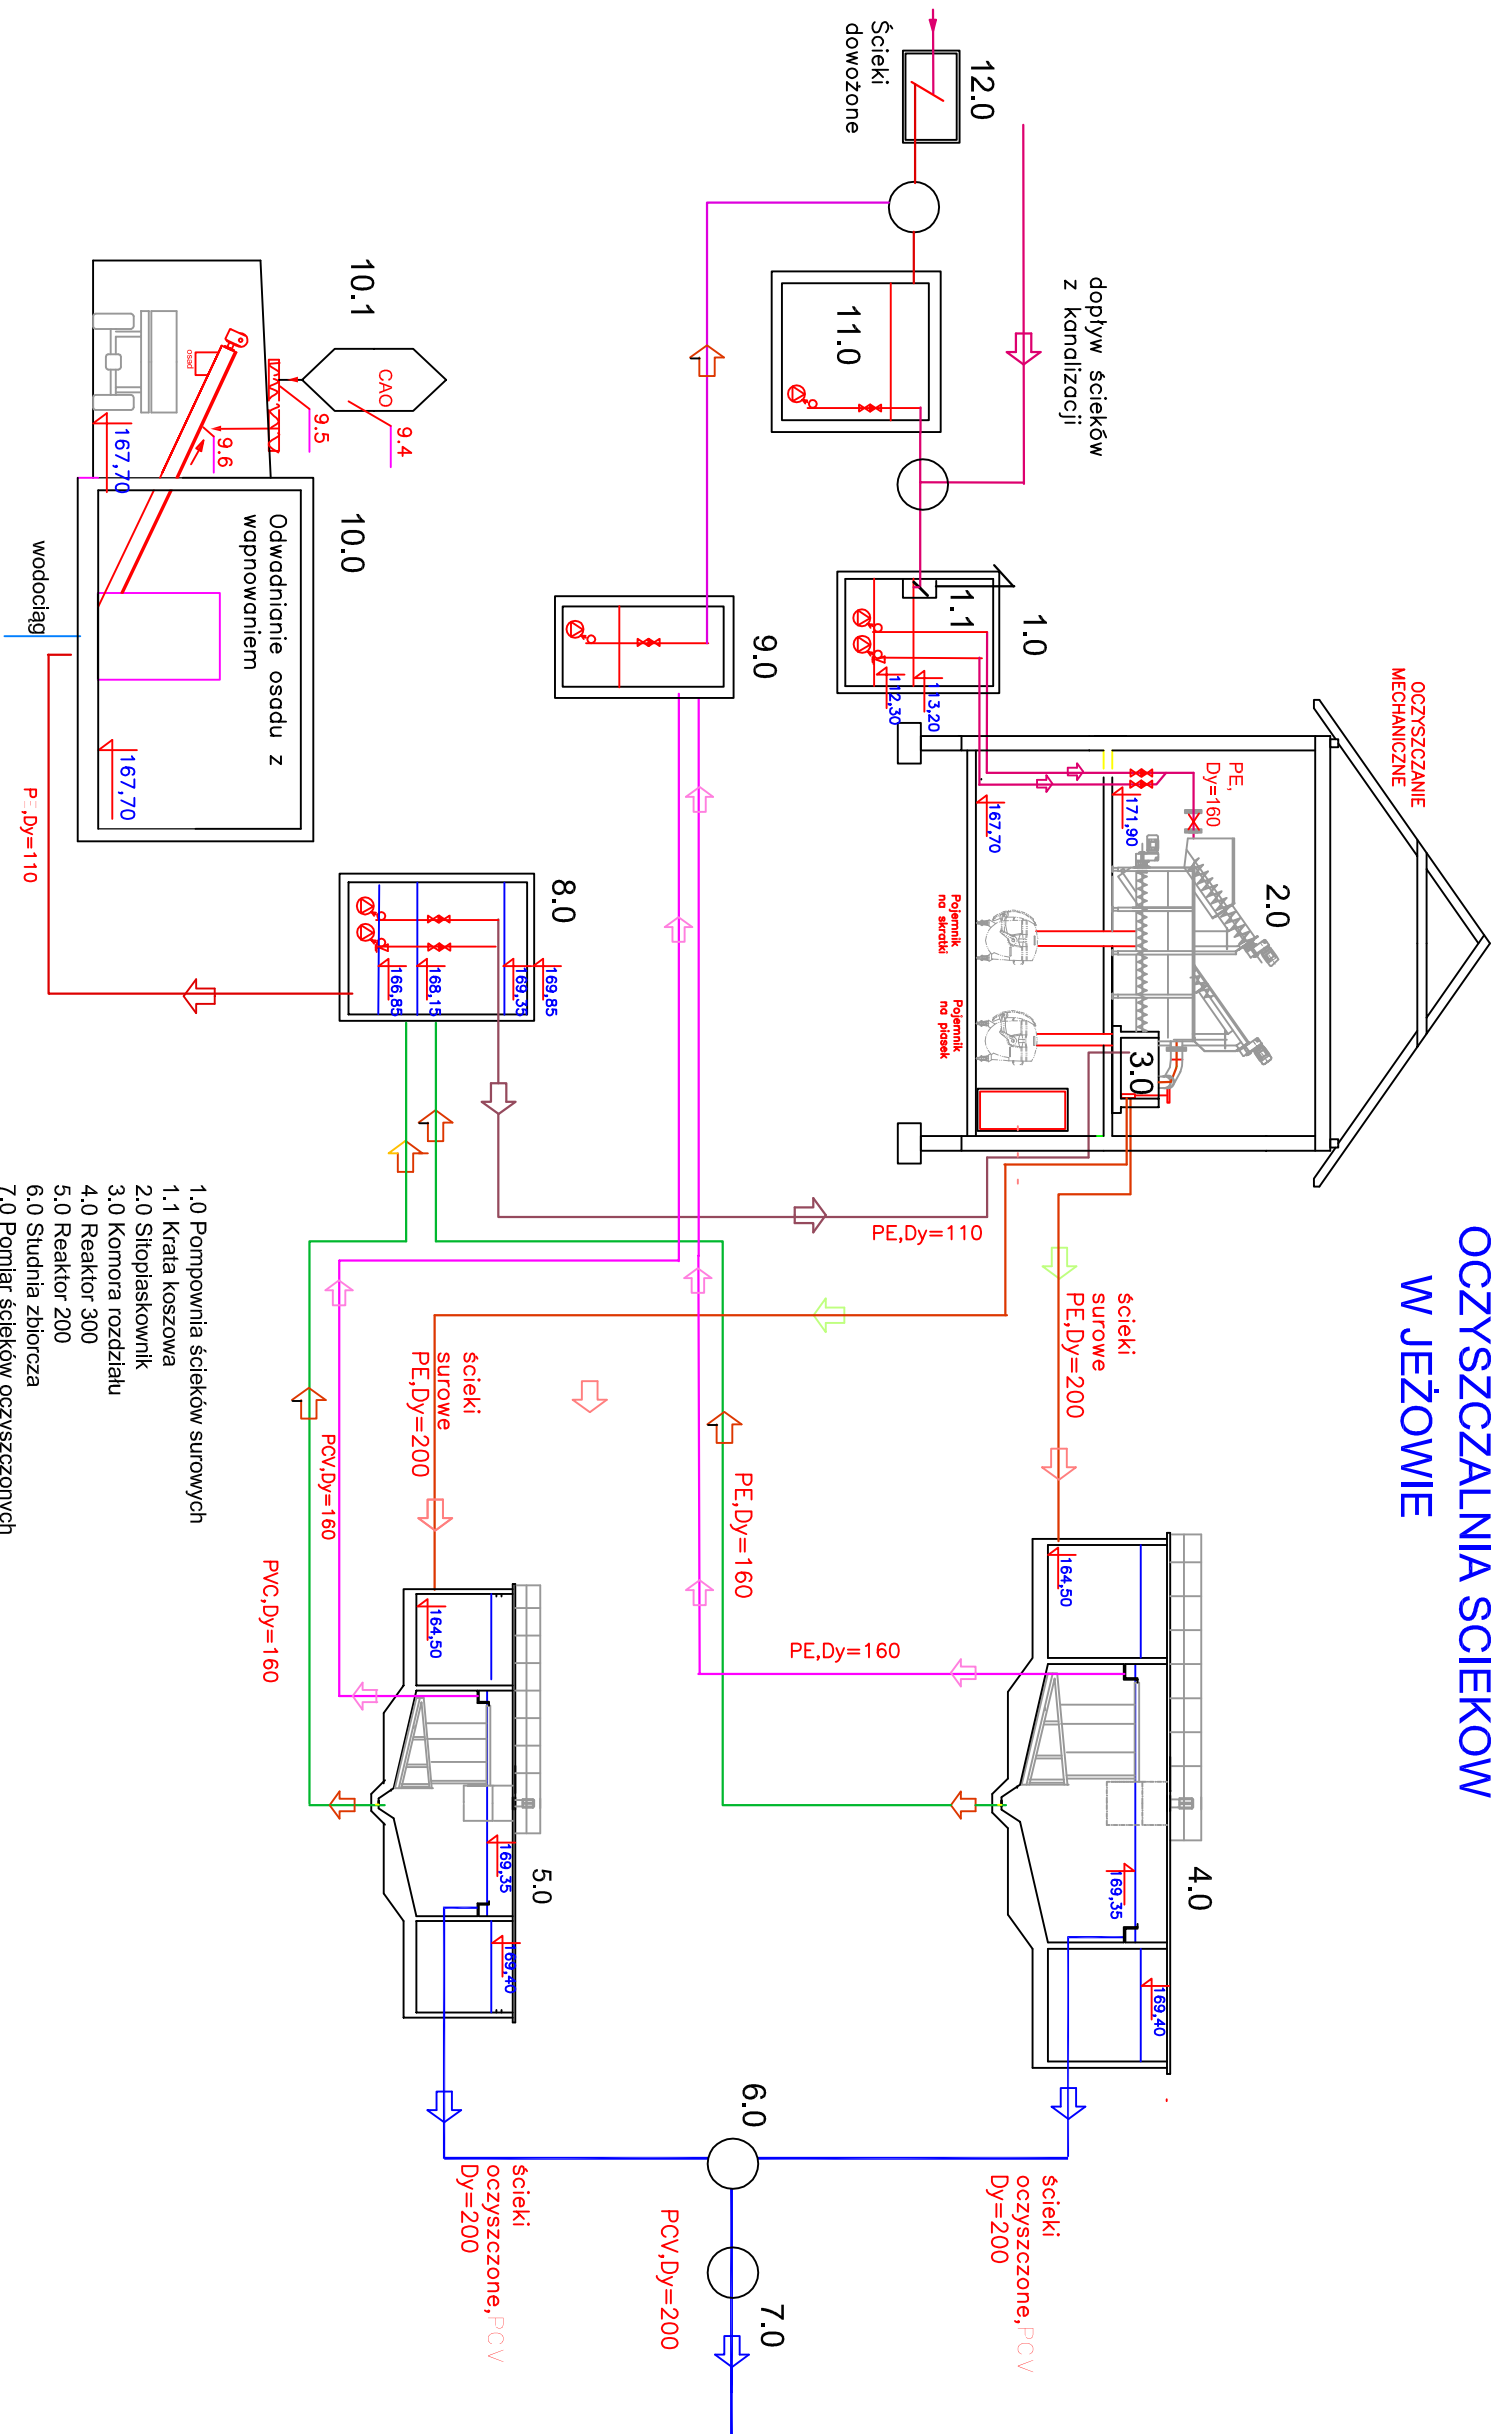 OCZYSZCZALNIA SCIEKOW
W JEŻOWIE
OCZYSZCZANIE
MECHANICZNE
12.0
Ścieki
dowożone
dopływ ścieków
z kanalizacji
11.0
1.0
1.1
113,20
112,30
PE,
Dy=160
171,90
167,70
2.0
3.0
Pojemnik
na skratki
Pojemnik
na piasek
PE,Dy=110
ścieki
surowe
PE,Dy=200
164,50
4.0
169,35
169,40
PE,Dy=160
PE,Dy=160
ścieki
oczyszczone,PCV
Dy=200
9.0
6.0
7.0
PCV,Dy=200
10.1
CAO
9.4
9.5
9.6
osad
167,70
10.0
Odwadnianie osadu z
wapnowaniem
167,70
wodociąg
PE,Dy=110
8.0
169,85
169,35
168,15
166,85
ścieki
surowe
PE,Dy=200
PCV,Dy=160
PVC,Dy=160
164,50
5.0
169,35
169,40
ścieki
oczyszczone,PCV
Dy=200
1.0 Pompownia ścieków surowych
1.1 Krata koszowa
2.0 Sitopiaskownik
3.0 Komora rozdziału
4.0 Reaktor 300
5.0 Reaktor 200
6.0 Studnia zbiorcza
7.0 Pomiar ścieków oczyszczonych